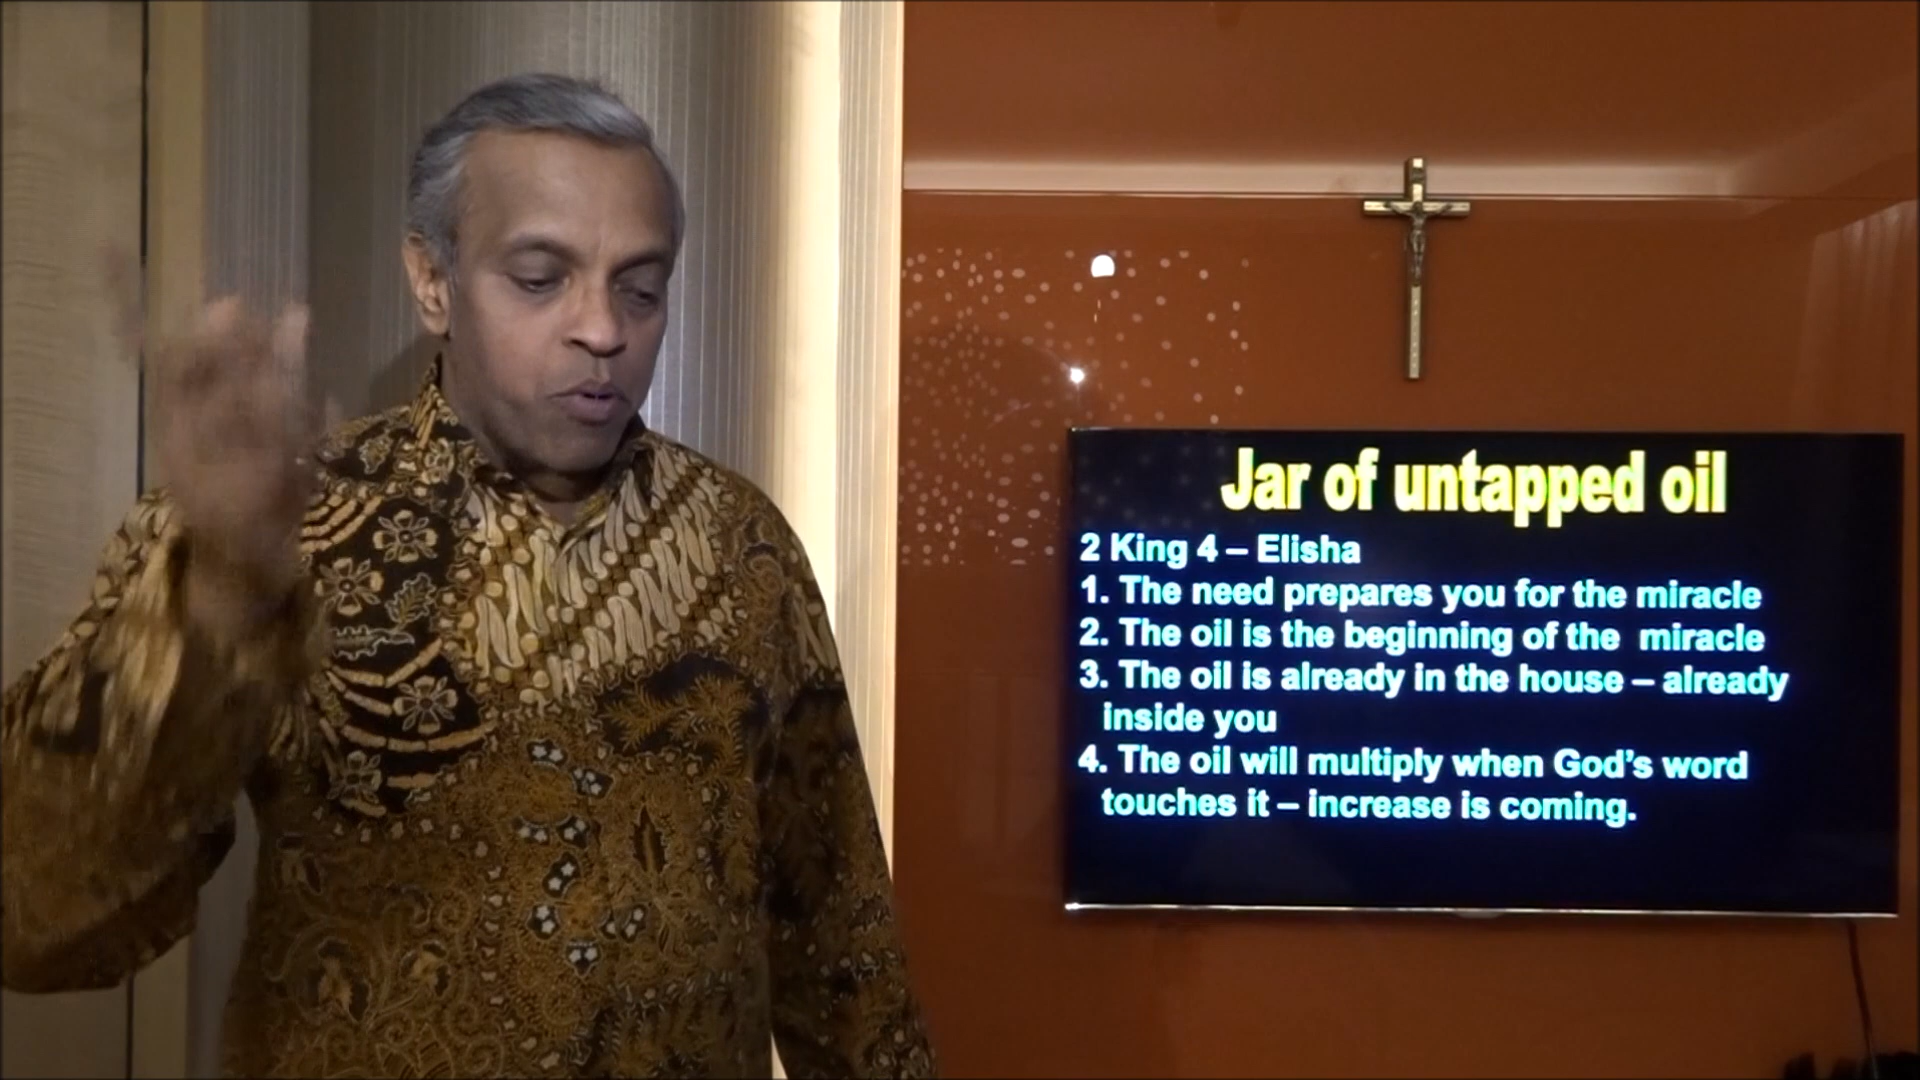 Jar of untapped oil
2 King 4 – Elisha
1. The need prepares you for the miracle
2. The oil is the beginning of the miracle
3. The oil is already in the house – already
inside you
4. The oil will multiply when God's word
touches it – increase is coming.